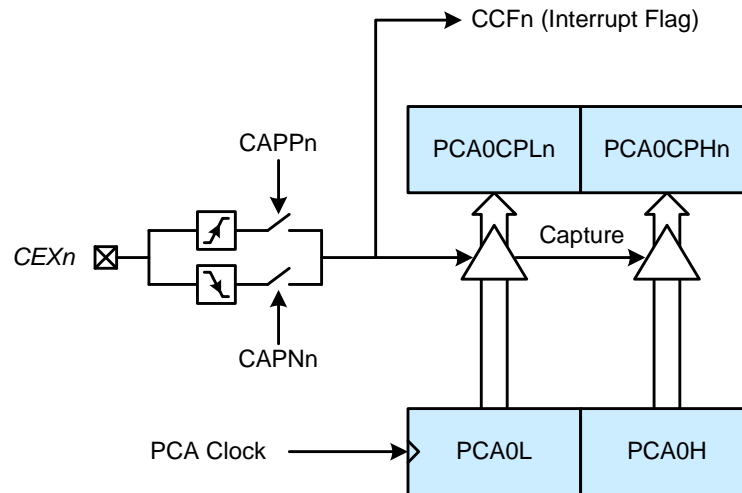 CCFn (Interrupt Flag)
CAPPn
PCA0CPLn
PCA0CPHn
CEXn
Capture
CAPNn
PCA Clock
PCA0L
PCA0H